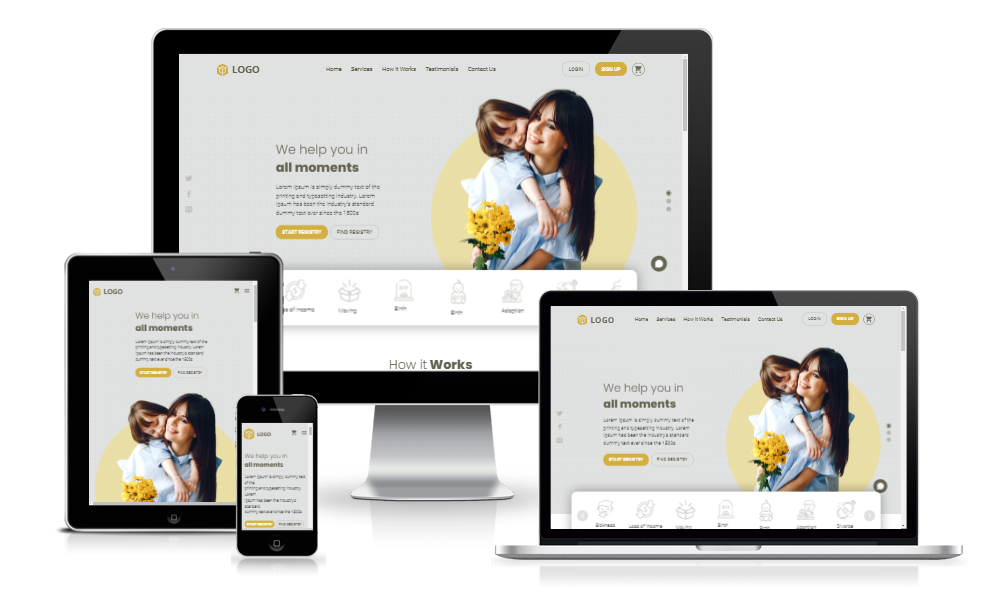 LOGO
Home Services How It Works Testimonials Contact Us
LOGIN SIGN UP
We help you in
all moments
Lorem Ipsum is simply dummy text of the
printing and typesetting industry. Lorem
Ipsum has been the industry's standard
dummy text ever since the 1500s
START REGISTRY FIND REGISTRY
Loss of Income Moving Birth Birth Adoption
How it Works
LOGO
We help you in
all moments
Lorem Ipsum is simply dummy text of the
printing and typesetting industry. Lorem
Ipsum has been the industry's standard
dummy text ever since the 1500s
START REGISTRY FIND REGISTRY
LOGO
We help you in
all moments
Lorem Ipsum is simply dummy text
of the
printing and typesetting industry.
Lorem
Ipsum has been the industry's
standard
dummy text ever since the 1500s
START REGISTRY FIND REGISTRY
LOGO
Home Services How It Works Testimonials Contact Us
LOGIN SIGN UP
We help you in
all moments
Lorem Ipsum is simply dummy text of the
printing and typesetting industry. Lorem
Ipsum has been the industry's standard
dummy text ever since the 1500s
START REGISTRY FIND REGISTRY
Sickness Loss of Income Moving Birth Birth Adoption Divorce